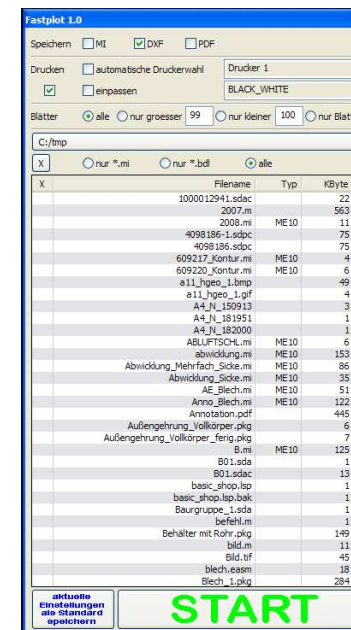 Fastplot 1.0
Speichern MI DXF PDF
Drucken automatische Druckerwahl Drucker 1
einpassen BLACK_WHITE
Blätter alle nur groesser 99 nur kleiner 100 nur Blatt
C:/tmp
X nur *.mi nur *.bdl alle
X Filename Typ KByte
1000012941.sdac 22
2007.m 563
2008.mi ME10 11
4098186-1.sdpc 75
4098186.sdpc 75
609217_Kontur.mi ME10 4
609220_Kontur.mi ME10 6
a11_hgeo_1.bmp 49
a11_hgeo_1.gif 4
A4_N_150913 3
A4_N_181951 1
A4_N_182000 1
ABLUFTSCHL.mi ME10 6
abwicklung.mi ME10 153
Abwicklung_Mehrfach_Sicke.mi ME10 86
Abwicklung_Sicke.mi ME10 35
AE_Blech.mi ME10 51
Anno_Blech.mi ME10 122
Annotation.pdf 445
Außengehrung_Vollkörper.pkg 6
Außengehrung_Vollkörper_ferig.pkg 7
B.mi ME10 125
B01.sda 1
B01.sdac 13
basic_shop.lsp 1
basic_shop.lsp.bak 1
Baurgruppe_1.sda 1
befehl.m 1
Behälter mit Rohr.pkg 149
bild.m 11
Bild.tif 45
blech.easm 18
Blech_1.pkg 284
aktuelle
Einstellungen
als Standard
speichern
START